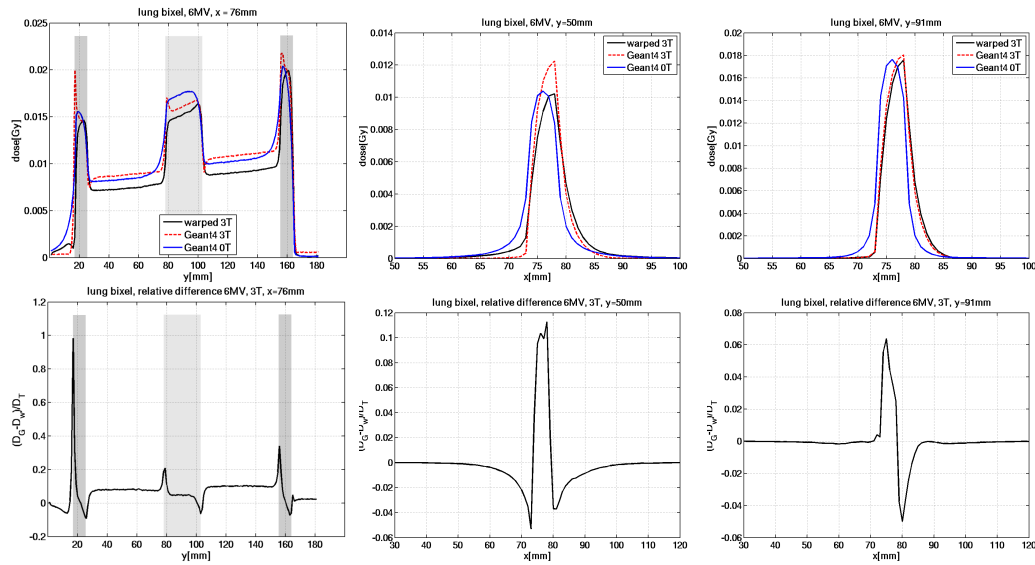 lung bixel, 6MV, x = 76mm
0.025
0.02
0.015
0.01
0.005
0
dose[Gy]
warped 3T
Geant4 3T
Geant4 0T
20 40 60 80 100 120 140 160 180
y[mm]
lung bixel, 6MV, y=50mm
0.014
0.012
0.01
0.008
0.006
0.004
0.002
0
dose[Gy]
warped 3T
Geant4 3T
Geant4 0T
50 55 60 65 70 75 80 85 90 95 100
x[mm]
lung bixel, 6MV, y=91mm
0.02
0.018
0.016
0.014
0.012
0.01
0.008
0.006
0.004
0.002
0
dose[Gy]
warped 3T
Geant4 3T
Geant4 0T
50 55 60 65 70 75 80 85 90 95 100
x[mm]
lung bixel, relative difference 6MV, 3T, x=76mm
1.2
1
0.8
0.6
0.4
0.2
0
-0.2
(D_G-D_w)/D_T
20 40 60 80 100 120 140 160 180
y[mm]
lung bixel, relative difference 6MV, 3T, y=50mm
0.12
0.1
0.08
0.06
0.04
0.02
0
-0.02
-0.04
-0.06
(D_G-D_w)/D_T
30 40 50 60 70 80 90 100 110 120
x[mm]
lung bixel, relative difference 6MV, 3T, y=91mm
0.08
0.06
0.04
0.02
0
-0.02
-0.04
-0.06
(D_G-D_w)/D_T
30 40 50 60 70 80 90 100 110 120
x[mm]